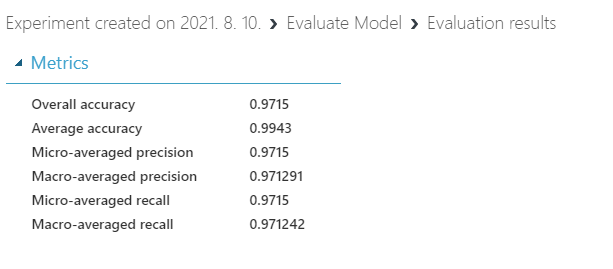 Experiment created on 2021. 8. 10. ❯ Evaluate Model ❯ Evaluation results
Metrics
Overall accuracy 0.9715
Average accuracy 0.9943
Micro-averaged precision 0.9715
Macro-averaged precision 0.971291
Micro-averaged recall 0.9715
Macro-averaged recall 0.971242